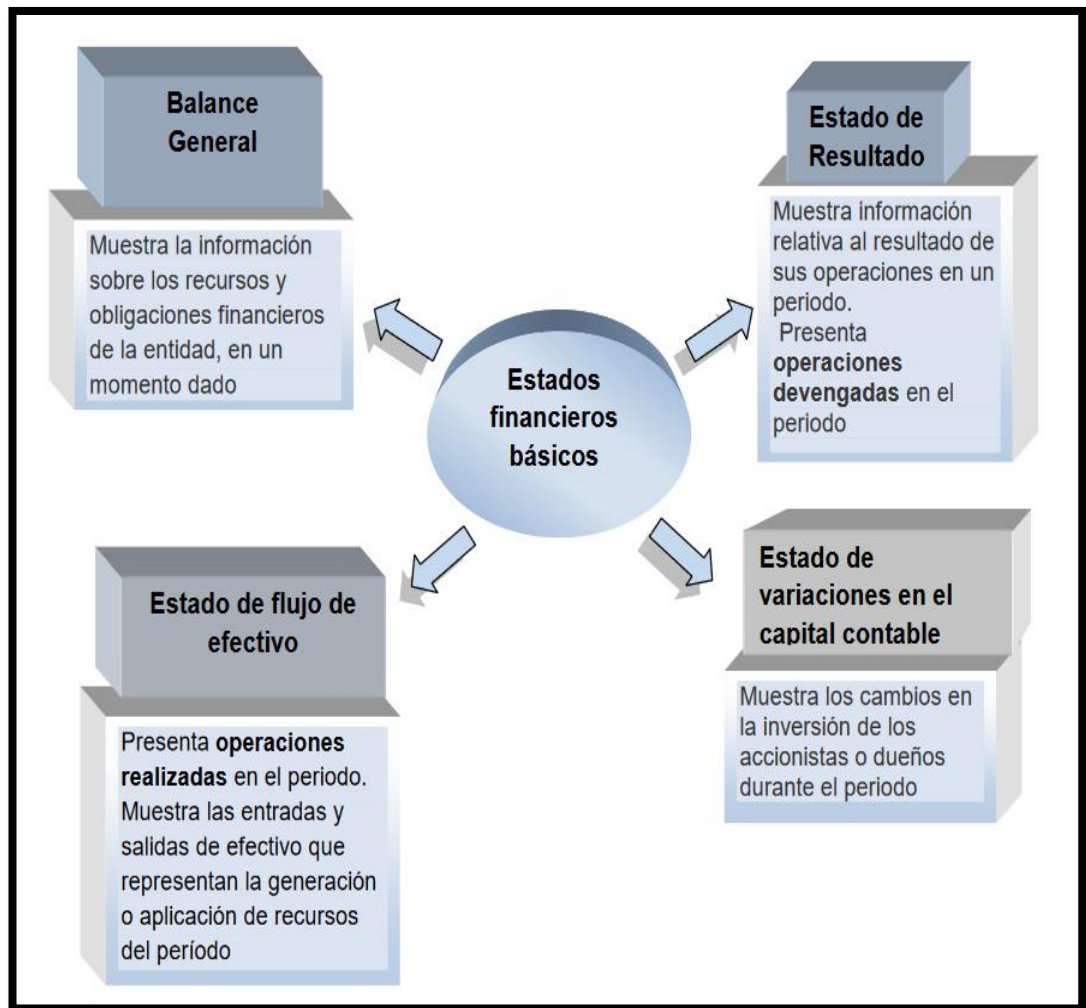 Balance
General
Muestra la información
sobre los recursos y
obligaciones financieros
de la entidad, en un
momento dado
Estado de
Resultado
Muestra información
relativa al resultado de
sus operaciones en un
periodo.
Presenta
operaciones
devengadas en el
periodo
Estados
financieros
básicos
Estado de flujo de
efectivo
Presenta operaciones
realizadas en el periodo.
Muestra las entradas y
salidas de efectivo que
representan la generación
o aplicación de recursos
del período
Estado de
variaciones en el
capital contable
Muestra los cambios en
la inversión de los
accionistas o dueños
durante el periodo